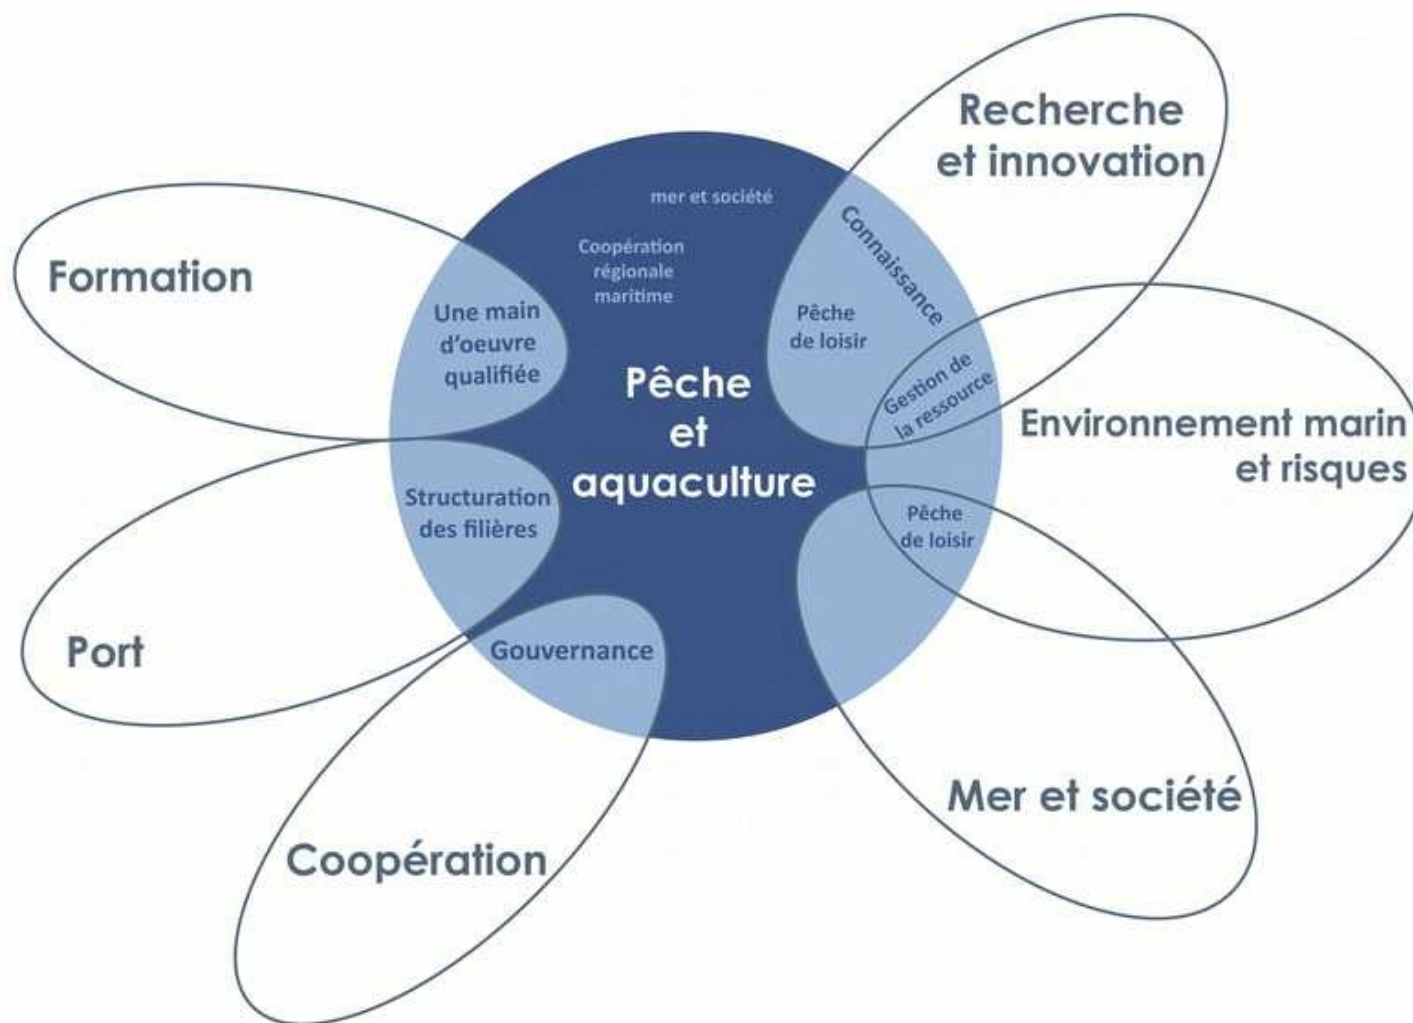 Recherche
et innovation
mer et société
Connaissance
Coopération
régionale
maritime
Formation
Une main
d'oeuvre
qualifiée
Pêche
de loisir
Gestion de
la ressource
Pêche
et
aquaculture
Environnement marin
et risques
Structuration
des filières
Pêche
de loisir
Port
Gouvernance
Mer et société
Coopération